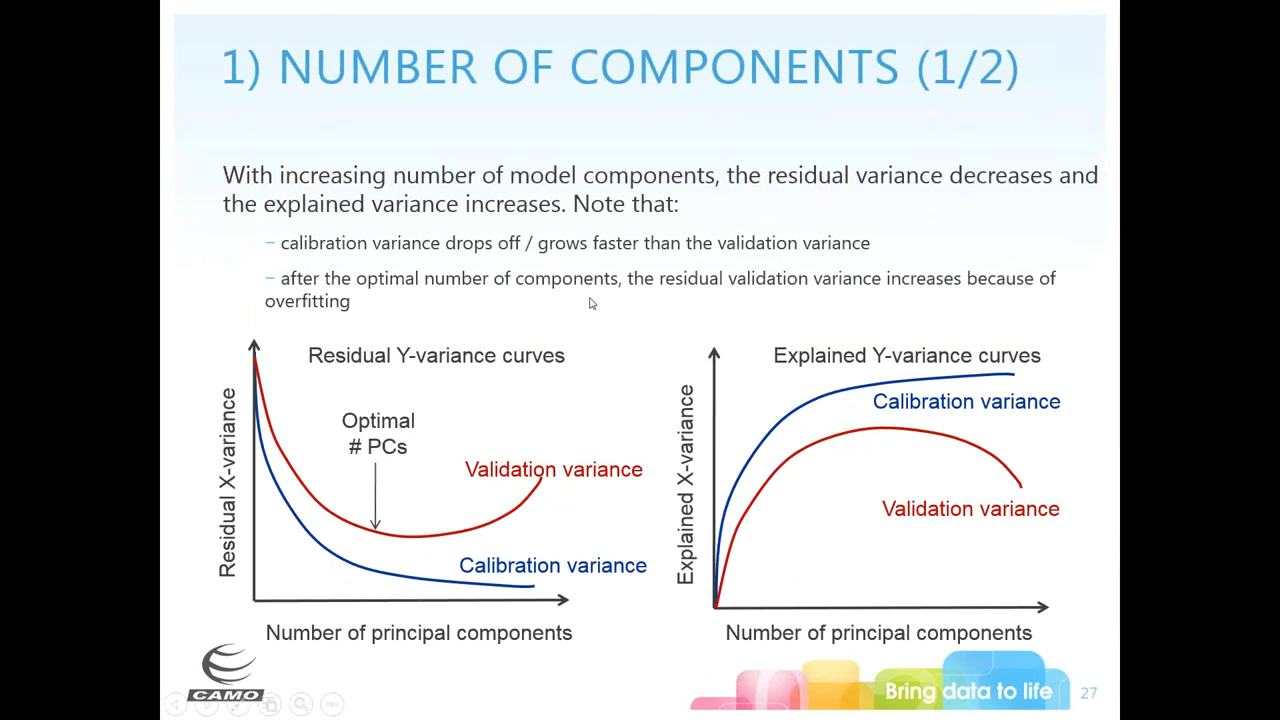 1) NUMBER OF COMPONENTS (1/2)
With increasing number of model components, the residual variance decreases and
the explained variance increases. Note that:
– calibration variance drops off / grows faster than the validation variance
– after the optimal number of components, the residual validation variance increases because of
overfitting
Residual Y-variance curves
Residual X-variance
Optimal
# PCs
Validation variance
Calibration variance
Number of principal components
Explained Y-variance curves
Explained X-variance
Calibration variance
Validation variance
Number of principal components
CAMO
Bring data to life
27